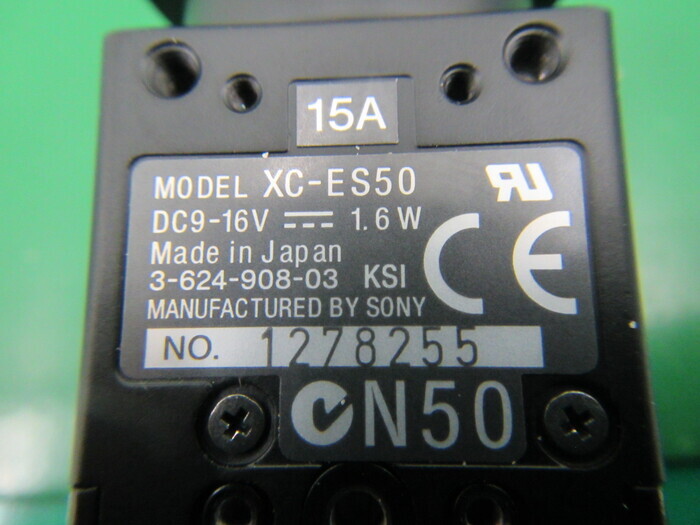 15A
MODEL XC-ES50
DC9-16V ⎓ 1.6 W
Made in Japan
3-624-908-03 KSI
MANUFACTURED BY SONY
CE
NO. 1278255
N50